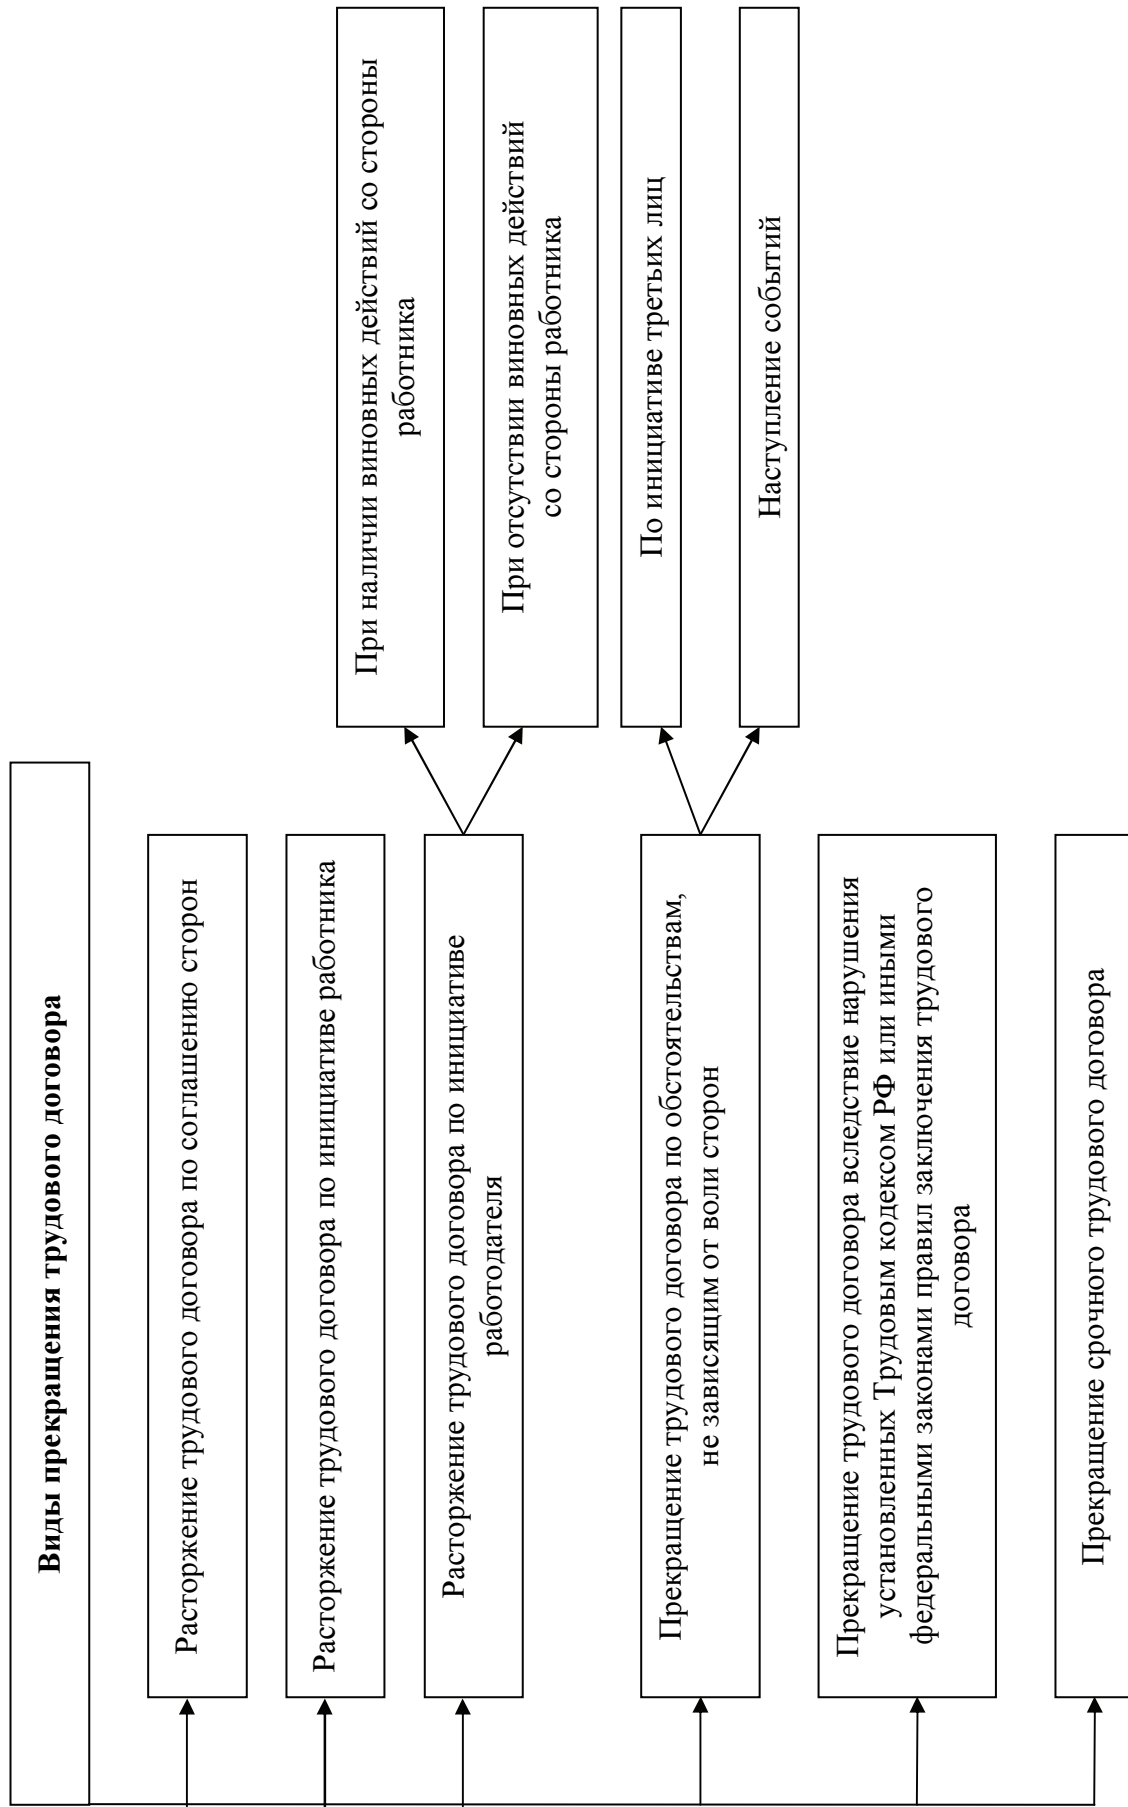 Виды прекращения трудового договора
Расторжение трудового договора по соглашению сторон
Расторжение трудового договора по инициативе работника
Расторжение трудового договора по инициативе
работодателя
При наличии виновных действий со стороны
работника
При отсутствии виновных действий
со стороны работника
Прекращение трудового договора по обстоятельствам,
не зависящим от воли сторон
По инициативе третьих лиц
Наступление событий
Прекращение трудового договора вследствие нарушения
установленных Трудовым кодексом РФ или иными
федеральными законами правил заключения трудового
договора
Прекращение срочного трудового договора